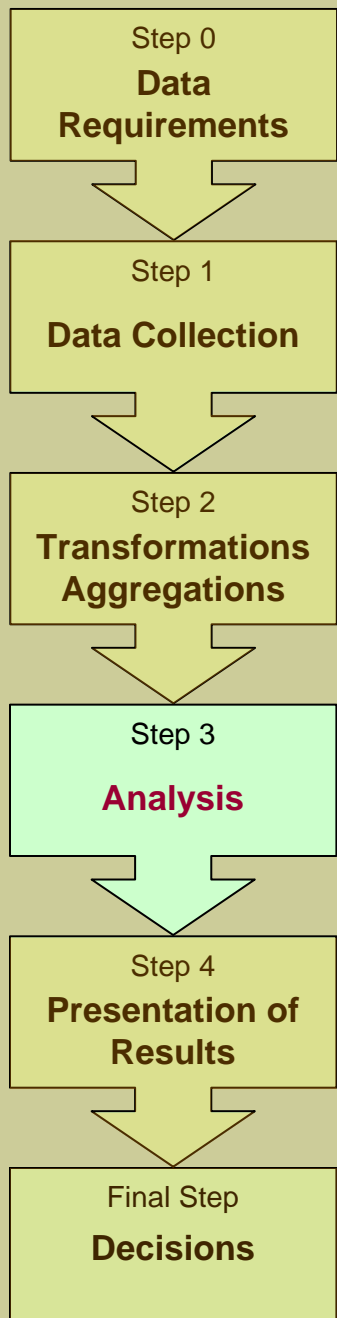 Step 0
Data
Requirements
Step 1
Data Collection
Step 2
Transformations
Aggregations
Step 3
Analysis
Step 4
Presentation of
Results
Final Step
Decisions